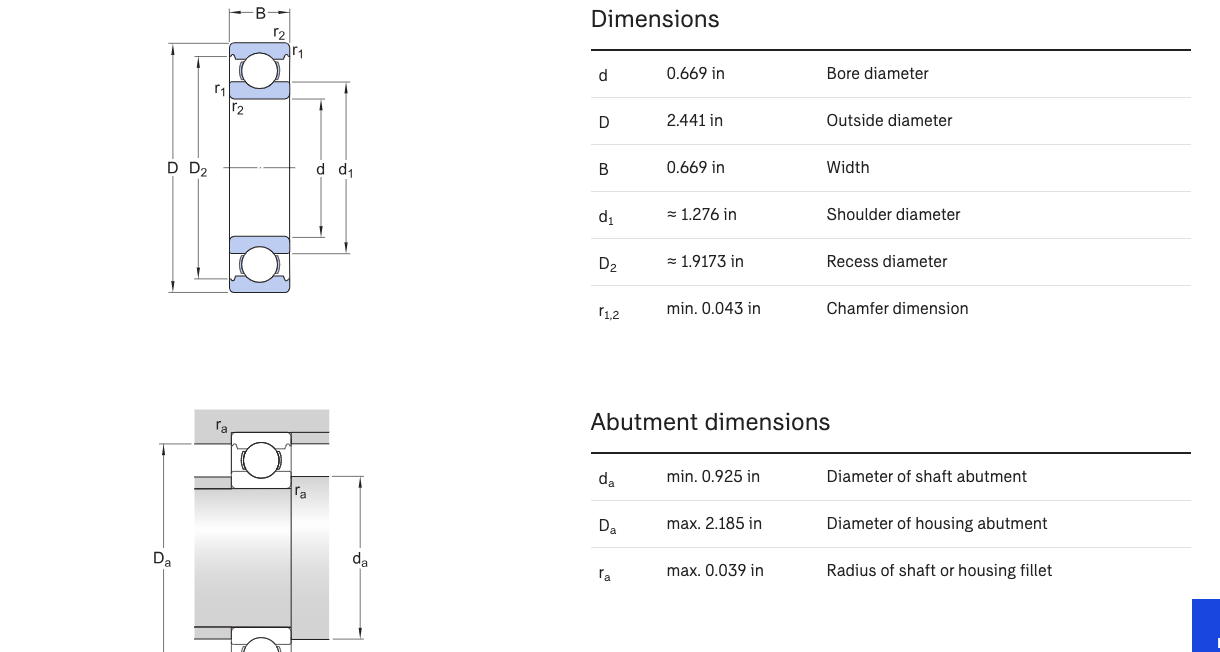 B
r2
r1
r1
r2
D D2 d d1
Dimensions
d 0.669 in Bore diameter
D 2.441 in Outside diameter
B 0.669 in Width
d1 ≈ 1.276 in Shoulder diameter
D2 ≈ 1.9173 in Recess diameter
r1,2 min. 0.043 in Chamfer dimension
ra
ra
Da da
Abutment dimensions
da min. 0.925 in Diameter of shaft abutment
Da max. 2.185 in Diameter of housing abutment
ra max. 0.039 in Radius of shaft or housing fillet